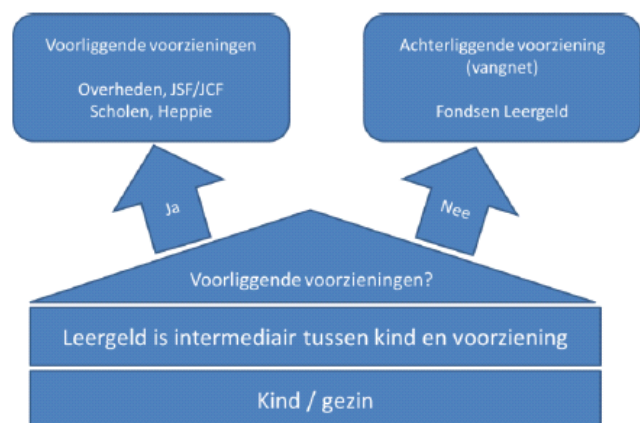 Voorliggende voorzieningen
Overheden, JSF/JCF
Scholen, Heppie
Achterliggende voorziening
(vangnet)
Fondsen Leergeld
Ja
Nee
Voorliggende voorzieningen?
Leergeld is intermediair tussen kind en voorziening
Kind / gezin